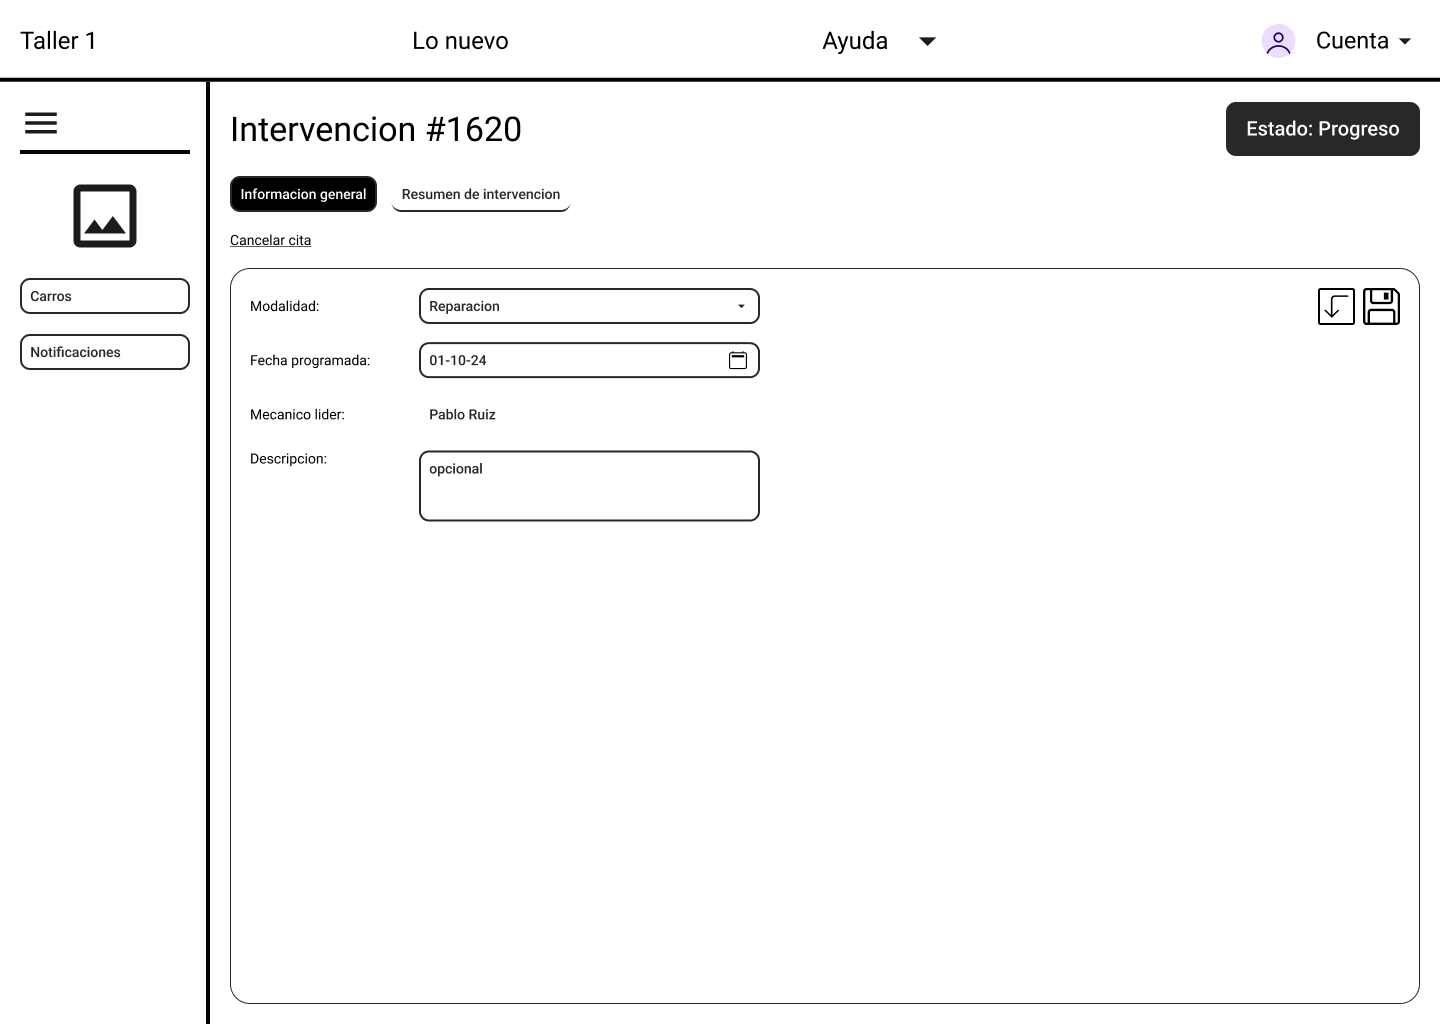 Taller 1
Lo nuevo
Ayuda
Cuenta
Intervencion #1620
Estado: Progreso
Informacion general
Resumen de intervencion
Cancelar cita
Carros
Notificaciones
Modalidad:
Reparacion
Fecha programada:
01-10-24
Mecanico lider:
Pablo Ruiz
Descripcion:
opcional